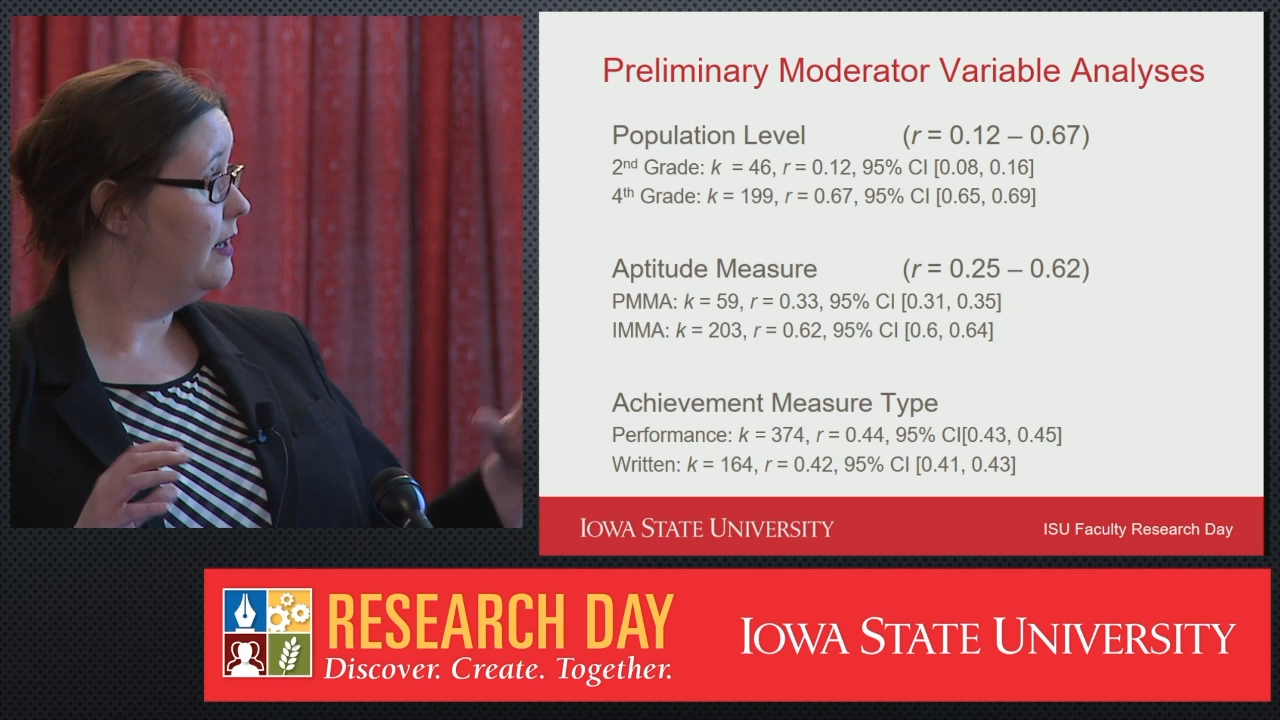 Preliminary Moderator Variable Analyses
Population Level (r = 0.12 – 0.67)
2nd Grade: k = 46, r = 0.12, 95% CI [0.08, 0.16]
4th Grade: k = 199, r = 0.67, 95% CI [0.65, 0.69]
Aptitude Measure (r = 0.25 – 0.62)
PMMA: k = 59, r = 0.33, 95% CI [0.31, 0.35]
IMMA: k = 203, r = 0.62, 95% CI [0.6, 0.64]
Achievement Measure Type
Performance: k = 374, r = 0.44, 95% CI[0.43, 0.45]
Written: k = 164, r = 0.42, 95% CI [0.41, 0.43]
IOWA STATE UNIVERSITY ISU Faculty Research Day
RESEARCH DAY
Discover. Create. Together.
IOWA STATE UNIVERSITY